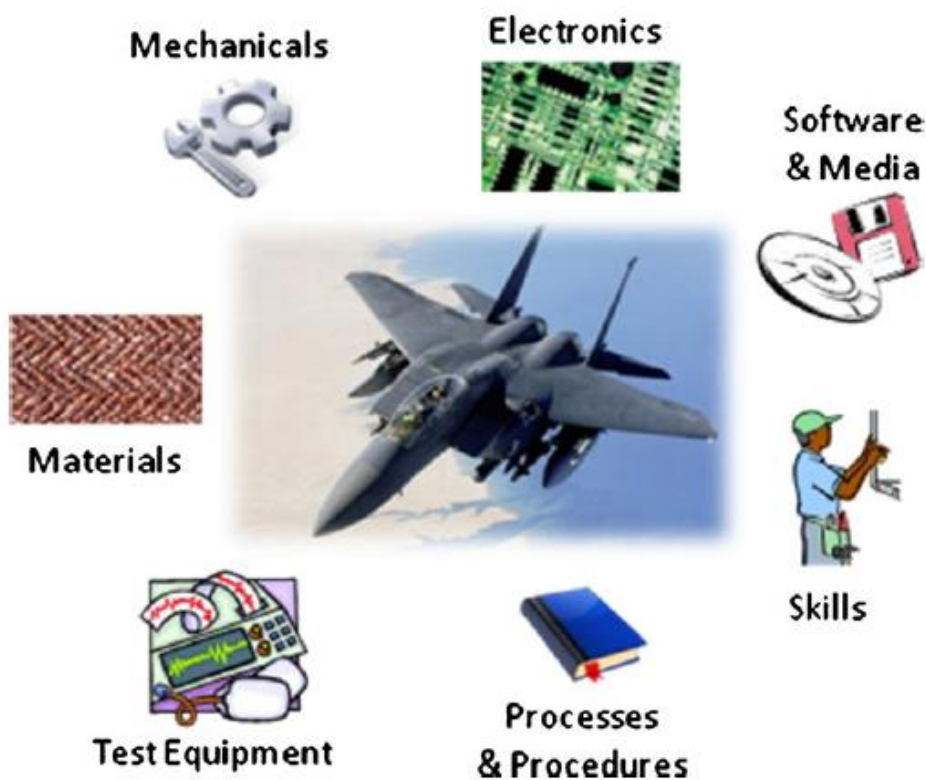 Mechanicals
Electronics
Software
& Media
Materials
Skills
Test Equipment
Processes
& Procedures